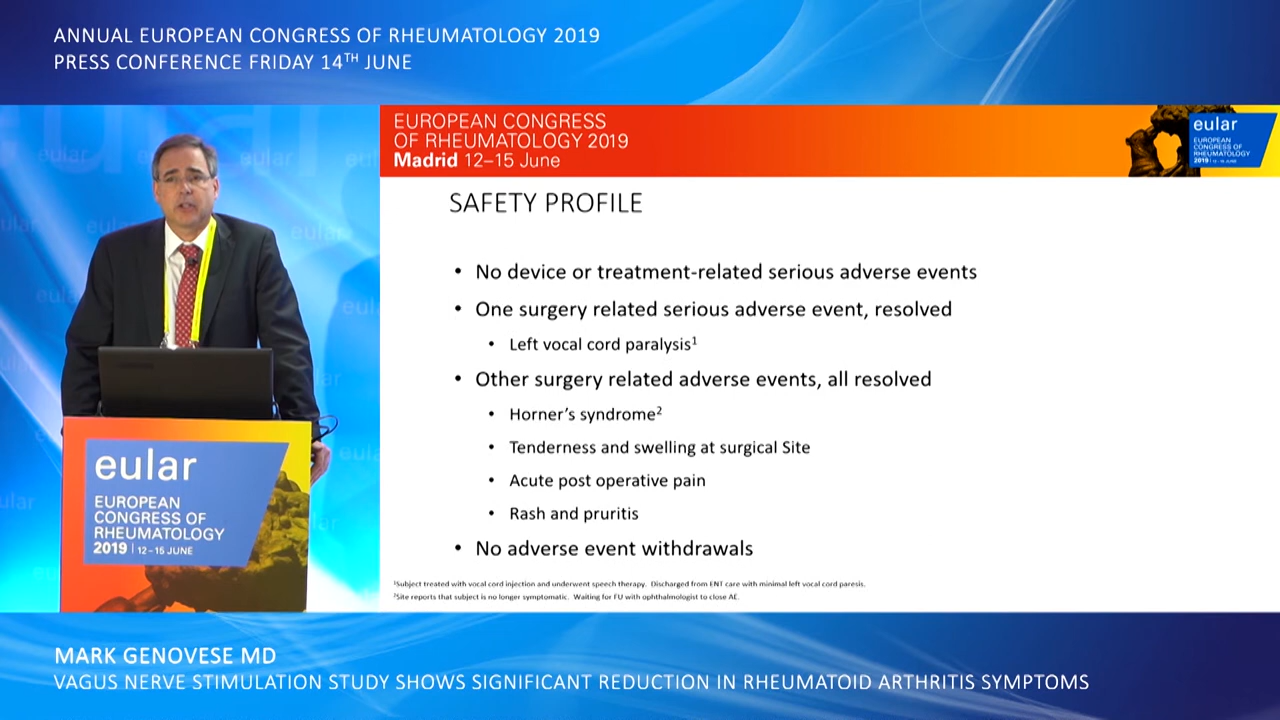 ANNUAL EUROPEAN CONGRESS OF RHEUMATOLOGY 2019
PRESS CONFERENCE FRIDAY 14TH JUNE
EUROPEAN CONGRESS
OF RHEUMATOLOGY 2019
Madrid 12–15 June
eular
EUROPEAN
CONGRESS OF
RHEUMATOLOGY
2019 | 12 - 15 JUNE
SAFETY PROFILE
• No device or treatment-related serious adverse events
• One surgery related serious adverse event, resolved
• Left vocal cord paralysis1
• Other surgery related adverse events, all resolved
• Horner's syndrome2
• Tenderness and swelling at surgical Site
• Acute post operative pain
• Rash and pruritis
• No adverse event withdrawals
1Subject treated with vocal cord injection and underwent speech therapy. Discharged from ENT care with minimal left vocal cord paresis.
2Site reports that subject is no longer symptomatic. Waiting for FU with ophthalmologist to close AE.
eular
EUROPEAN
CONGRESS OF
RHEUMATOLOGY
2019 | 12 - 15 JUNE
MARK GENOVESE MD
VAGUS NERVE STIMULATION STUDY SHOWS SIGNIFICANT REDUCTION IN RHEUMATOID ARTHRITIS SYMPTOMS